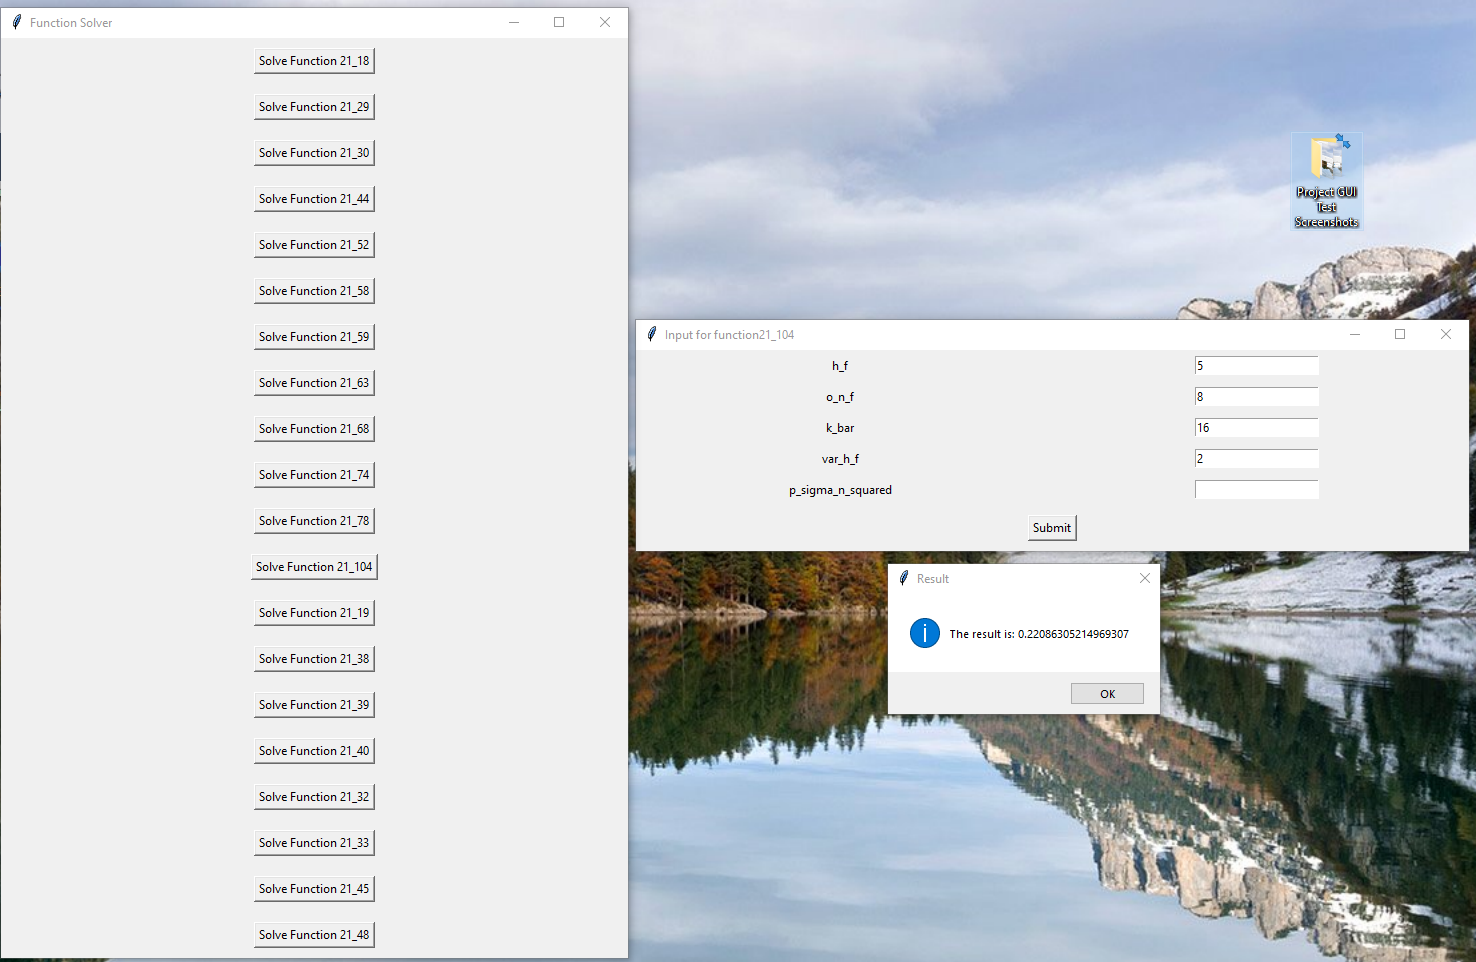 Function Solver
Solve Function 21_18
Solve Function 21_29
Solve Function 21_30
Solve Function 21_44
Solve Function 21_52
Solve Function 21_58
Solve Function 21_59
Solve Function 21_63
Solve Function 21_68
Solve Function 21_74
Solve Function 21_78
Solve Function 21_104
Solve Function 21_19
Solve Function 21_38
Solve Function 21_39
Solve Function 21_40
Solve Function 21_32
Solve Function 21_33
Solve Function 21_45
Solve Function 21_48
Project GUI
Test
Screenshots
Input for function21_104
h_f 5
o_n_f 8
k_bar 16
var_h_f 2
p_sigma_n_squared
Submit
Result
The result is: 0.22086305214969307
OK